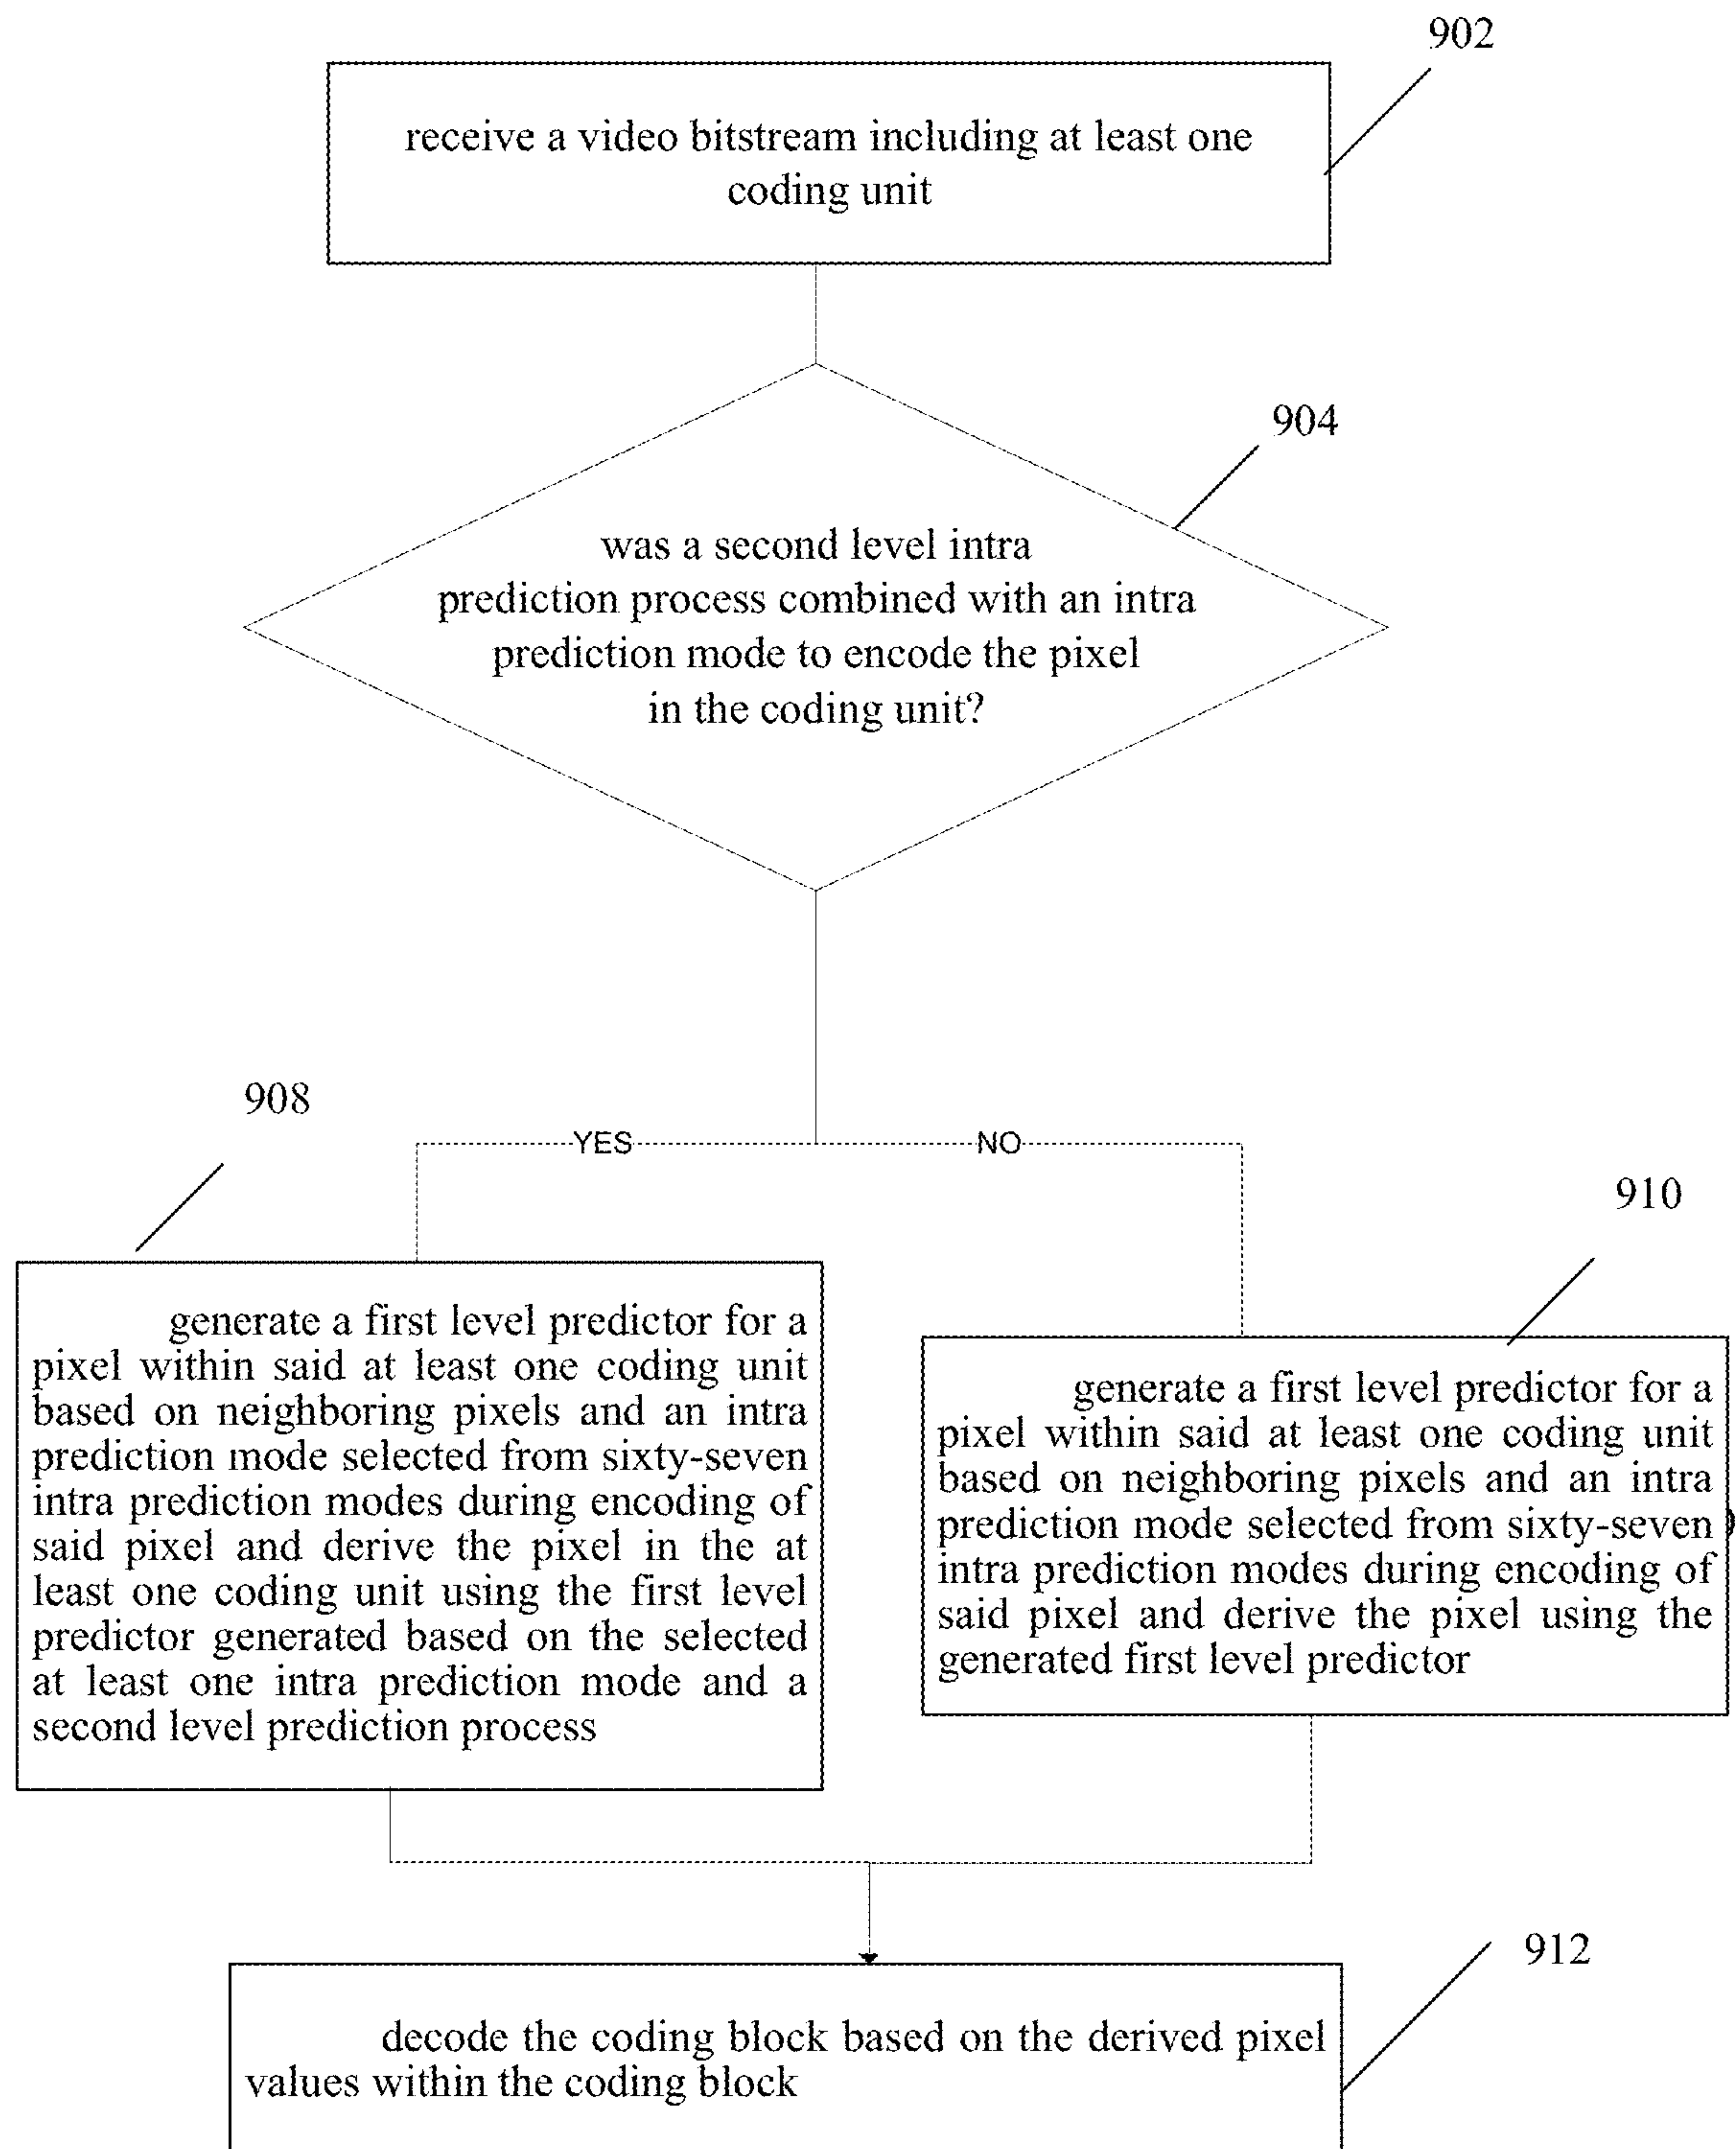 902
receive a video bitstream including at least one
coding unit
904
was a second level intra
prediction process combined with an intra
prediction mode to encode the pixel
in the coding unit?
YES
NO
908
generate a first level predictor for a
pixel within said at least one coding unit
based on neighboring pixels and an intra
prediction mode selected from sixty-seven
intra prediction modes during encoding of
said pixel and derive the pixel in the at
least one coding unit using the first level
predictor generated based on the selected
at least one intra prediction mode and a
second level prediction process
910
generate a first level predictor for a
pixel within said at least one coding unit
based on neighboring pixels and an intra
prediction mode selected from sixty-seven
intra prediction modes during encoding of
said pixel and derive the pixel using the
generated first level predictor
912
decode the coding block based on the derived pixel
values within the coding block